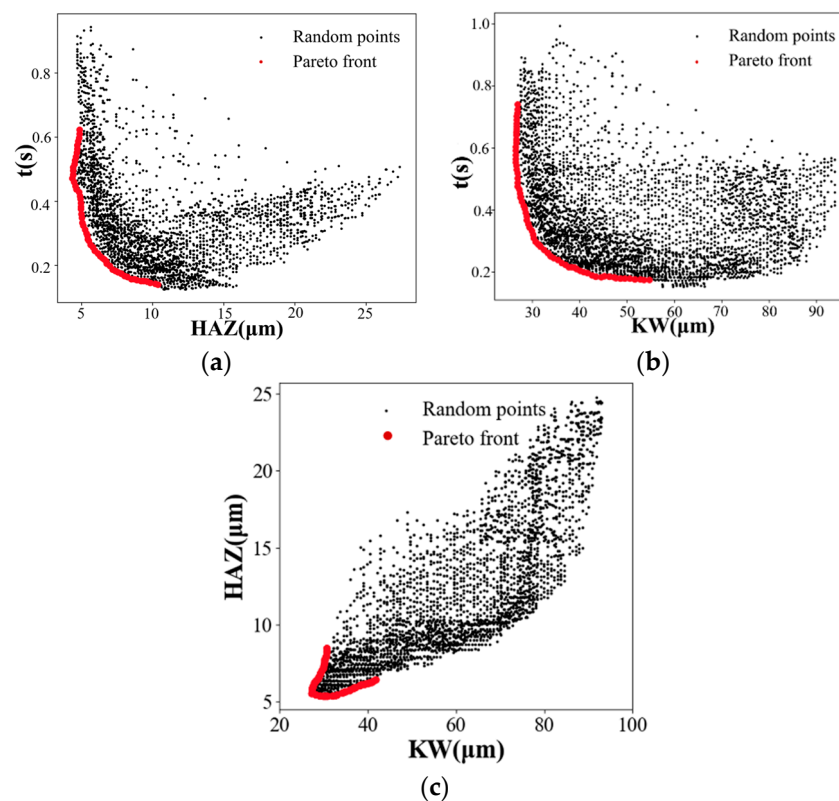 Random points
Pareto front
0.8
0.6
0.4
0.2
t(s)
5
10
15
20
25
HAZ(μm)
(a)
Random points
Pareto front
1.0
0.8
0.6
0.4
0.2
t(s)
30
40
50
60
70
80
90
KW(μm)
(b)
Random points
Pareto front
25
20
15
10
5
HAZ(μm)
20
40
60
80
100
KW(μm)
(c)